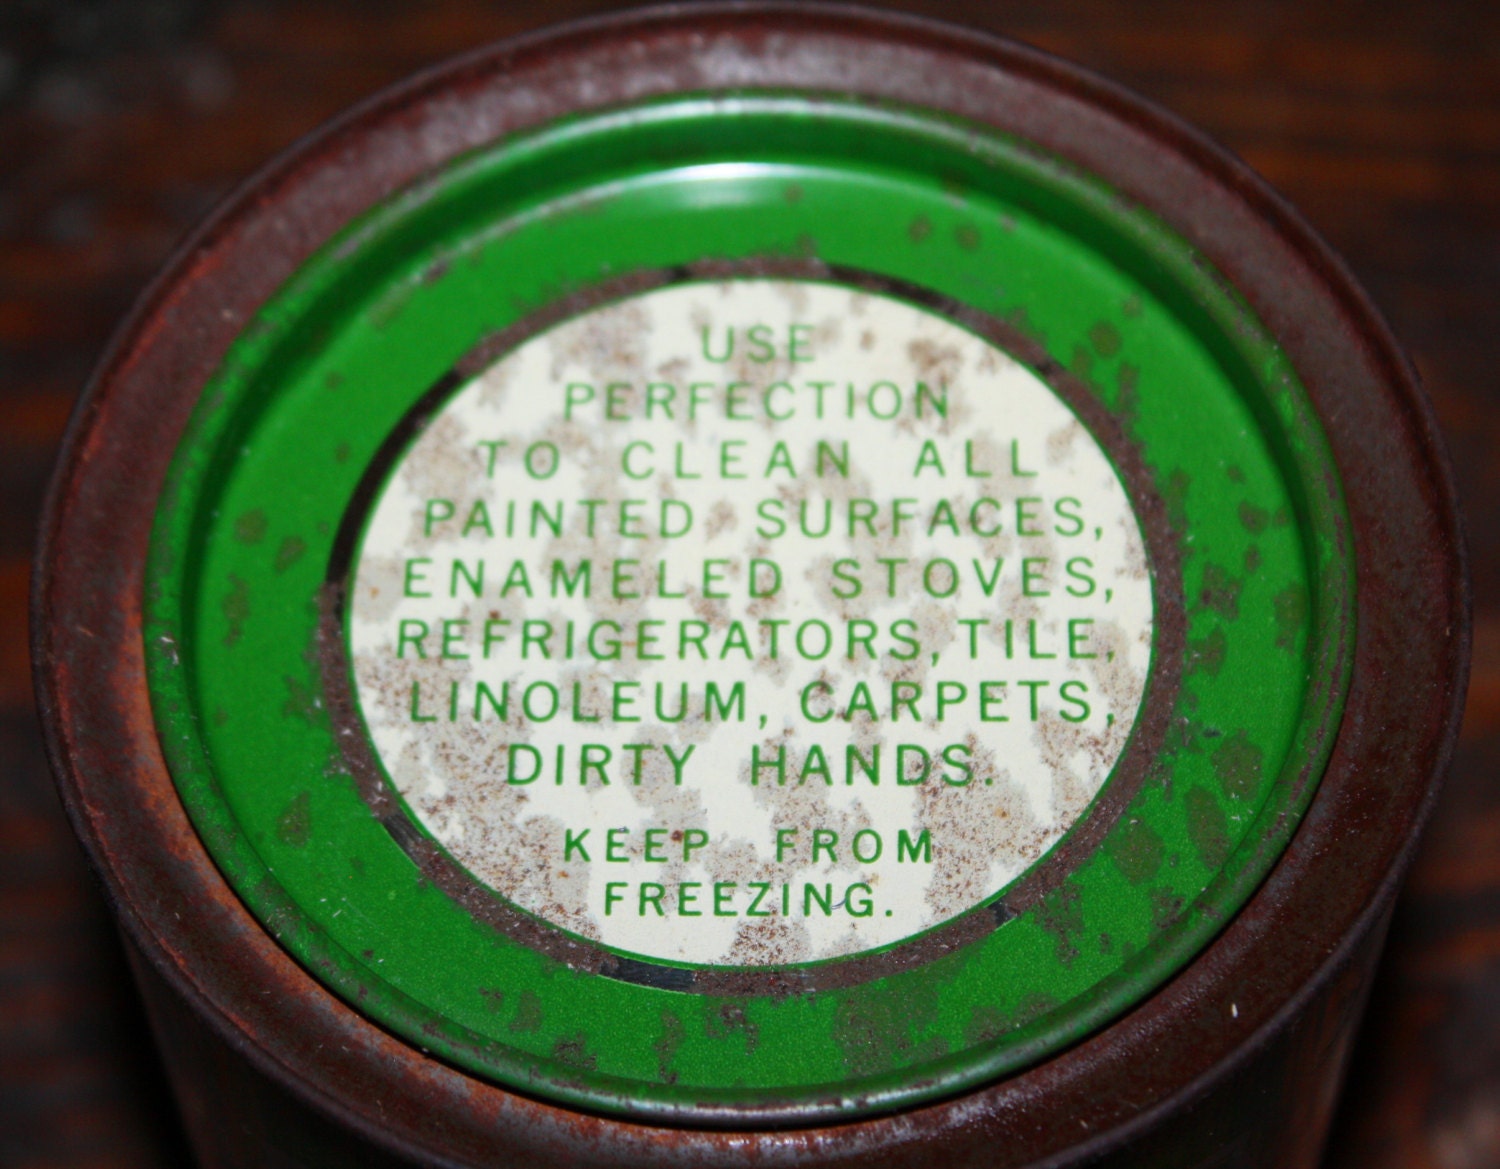 USE
PERFECTION
TO CLEAN ALL
PAINTED SURFACES,
ENAMELED STOVES,
REFRIGERATORS, TILE,
LINOLEUM, CARPETS,
DIRTY HANDS.
KEEP FROM
FREEZING.